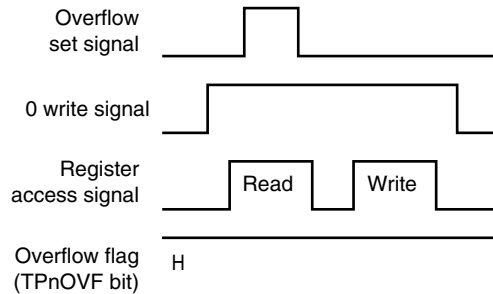 Overflow
set signal
0 write signal
Register
access signal
Read
Write
Overflow flag
(TPnOVF bit)
H